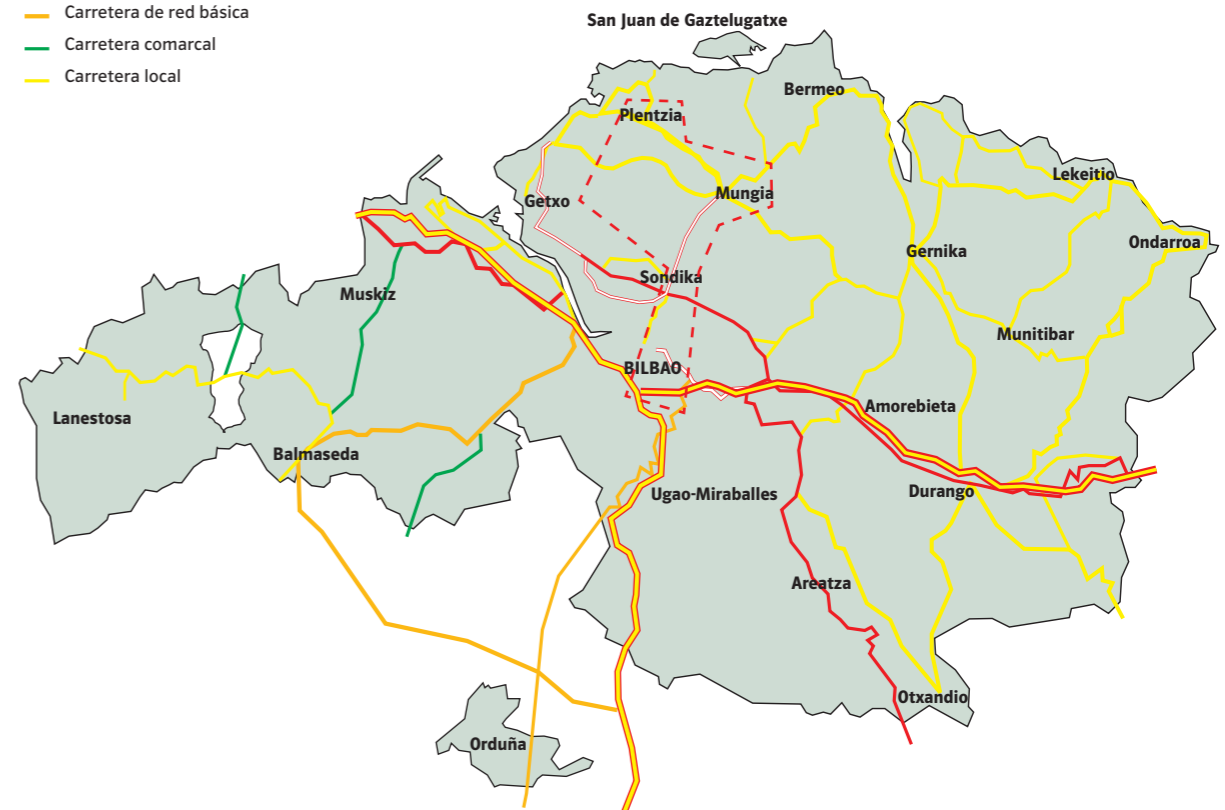 Carretera de red básica
Carretera comarcal
Carretera local
San Juan de Gaztelugatxe
Bermeo
Plentzia
Lekeitio
Mungia
Getxo
Ondarroa
Gernika
Sondika
Muskiz
Munitibar
BILBAO
Amorebieta
Lanestosa
Balmaseda
Ugao-Miraballes
Durango
Areatza
Otxandio
Orduña